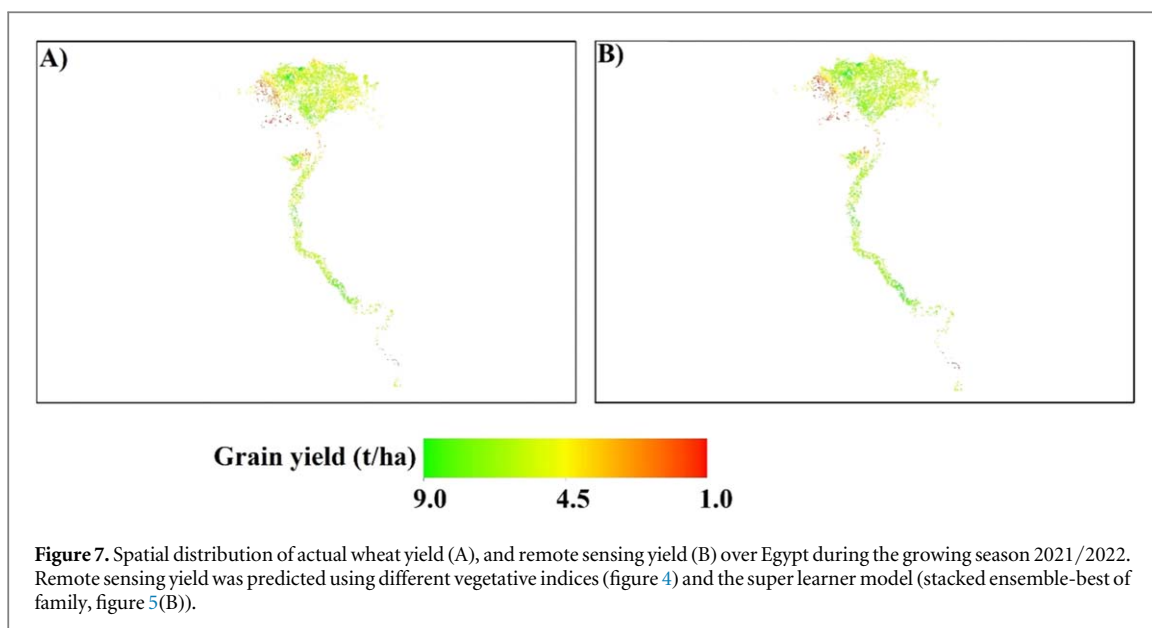 A)
B)
Grain yield (t/ha)
9.0 4.5 1.0
Figure 7. Spatial distribution of actual wheat yield (A), and remote sensing yield (B) over Egypt during the growing season 2021/2022.
Remote sensing yield was predicted using different vegetative indices (figure 4) and the super learner model (stacked ensemble-best of
family, figure 5(B)).